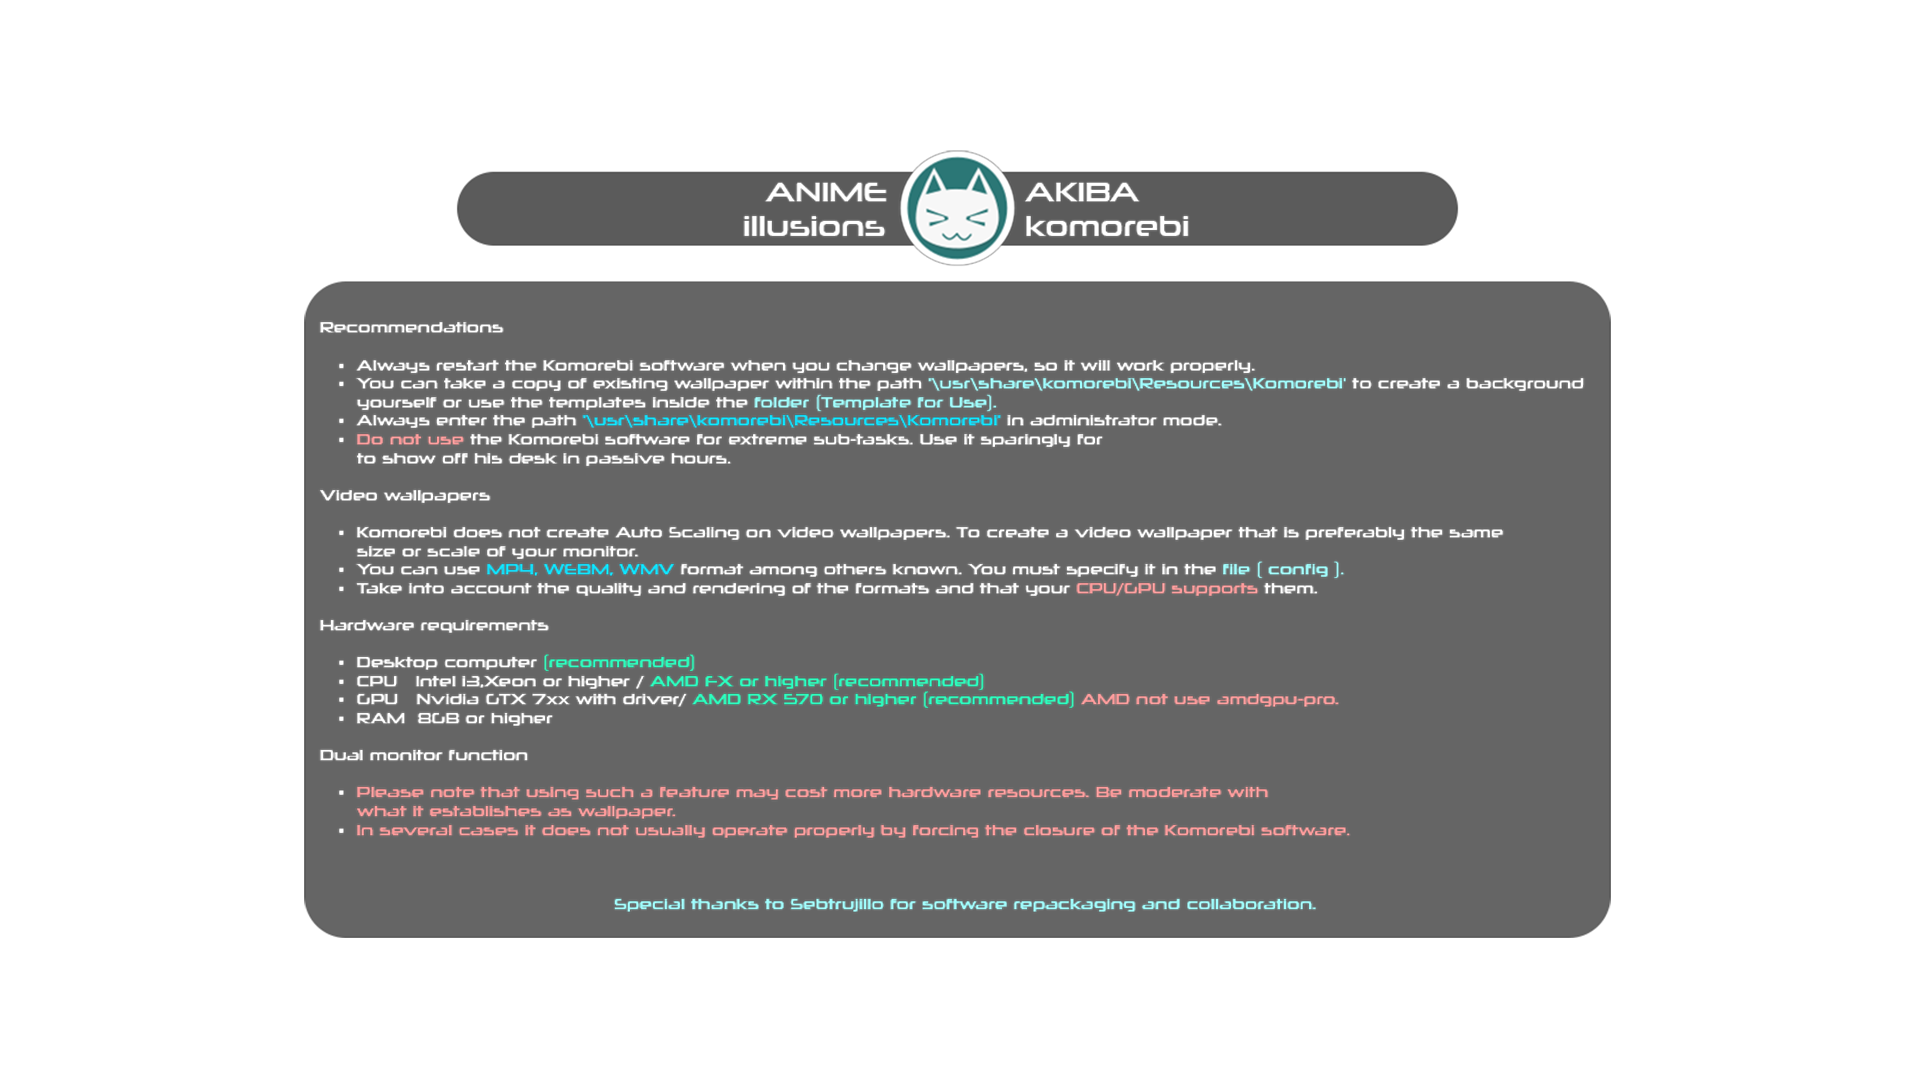 ANIME AKIBA
illusions komorebi
Recommendations
• Always restart the Komorebi software when you change wallpapers, so it will work properly.
• You can take a copy of existing wallpaper within the path "\usr\share\komorebi\Resources\Komorebi" to create a background
yourself or use the templates inside the folder (Template for Use).
• Always enter the path "\usr\share\komorebi\Resources\Komorebi" in administrator mode.
• Do not use the Komorebi software for extreme sub-tasks. Use it sparingly for
to show off his desk in passive hours.
Video wallpapers
• Komorebi does not create Auto Scaling on video wallpapers. To create a video wallpaper that is preferably the same
size or scale of your monitor.
• You can use MP4, WEBM, WMV format among others known. You must specify it in the file ( config ).
• Take into account the quality and rendering of the formats and that your CPU/GPU supports them.
Hardware requirements
• Desktop computer (recommended)
• CPU Intel i3,Xeon or higher / AMD FX or higher (recommended)
• GPU Nvidia GTX 7xx with driver/ AMD RX 570 or higher (recommended) AMD not use amdgpu-pro.
• RAM 8GB or higher
Dual monitor function
• Please note that using such a feature may cost more hardware resources. Be moderate with
what it establishes as wallpaper.
• In several cases it does not usually operate properly by forcing the closure of the Komorebi software.
Special thanks to Sebtrujillo for software repackaging and collaboration.